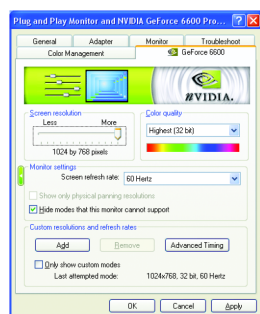 Plug and Play Monitor and NVIDIA GeForce 6600 Pro...
General Adapter Monitor Troubleshoot
Color Management GeForce 6600
NVIDIA.
Screen resolution
Less More
1024 by 768 pixels
Color quality
Highest (32 bit)
Monitor settings
Screen refresh rate: 60 Hertz
Show only physical panning resolutions
Hide modes that this monitor cannot support
Custom resolutions and refresh rates
Add Remove Advanced Timing
Only show custom modes
Last attempted mode: 1024x768, 32 bit, 60 Hertz
OK Cancel Apply